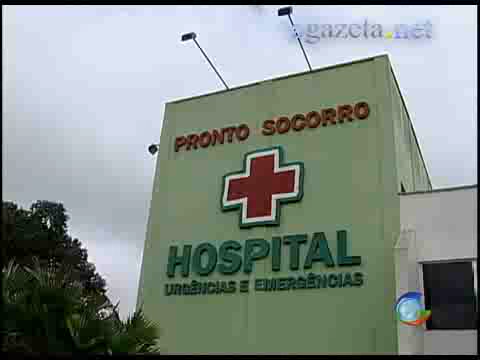 agazeta.net
PRONTO SOCORRO
HOSPITAL
URGÊNCIAS E EMERGÊNCIAS